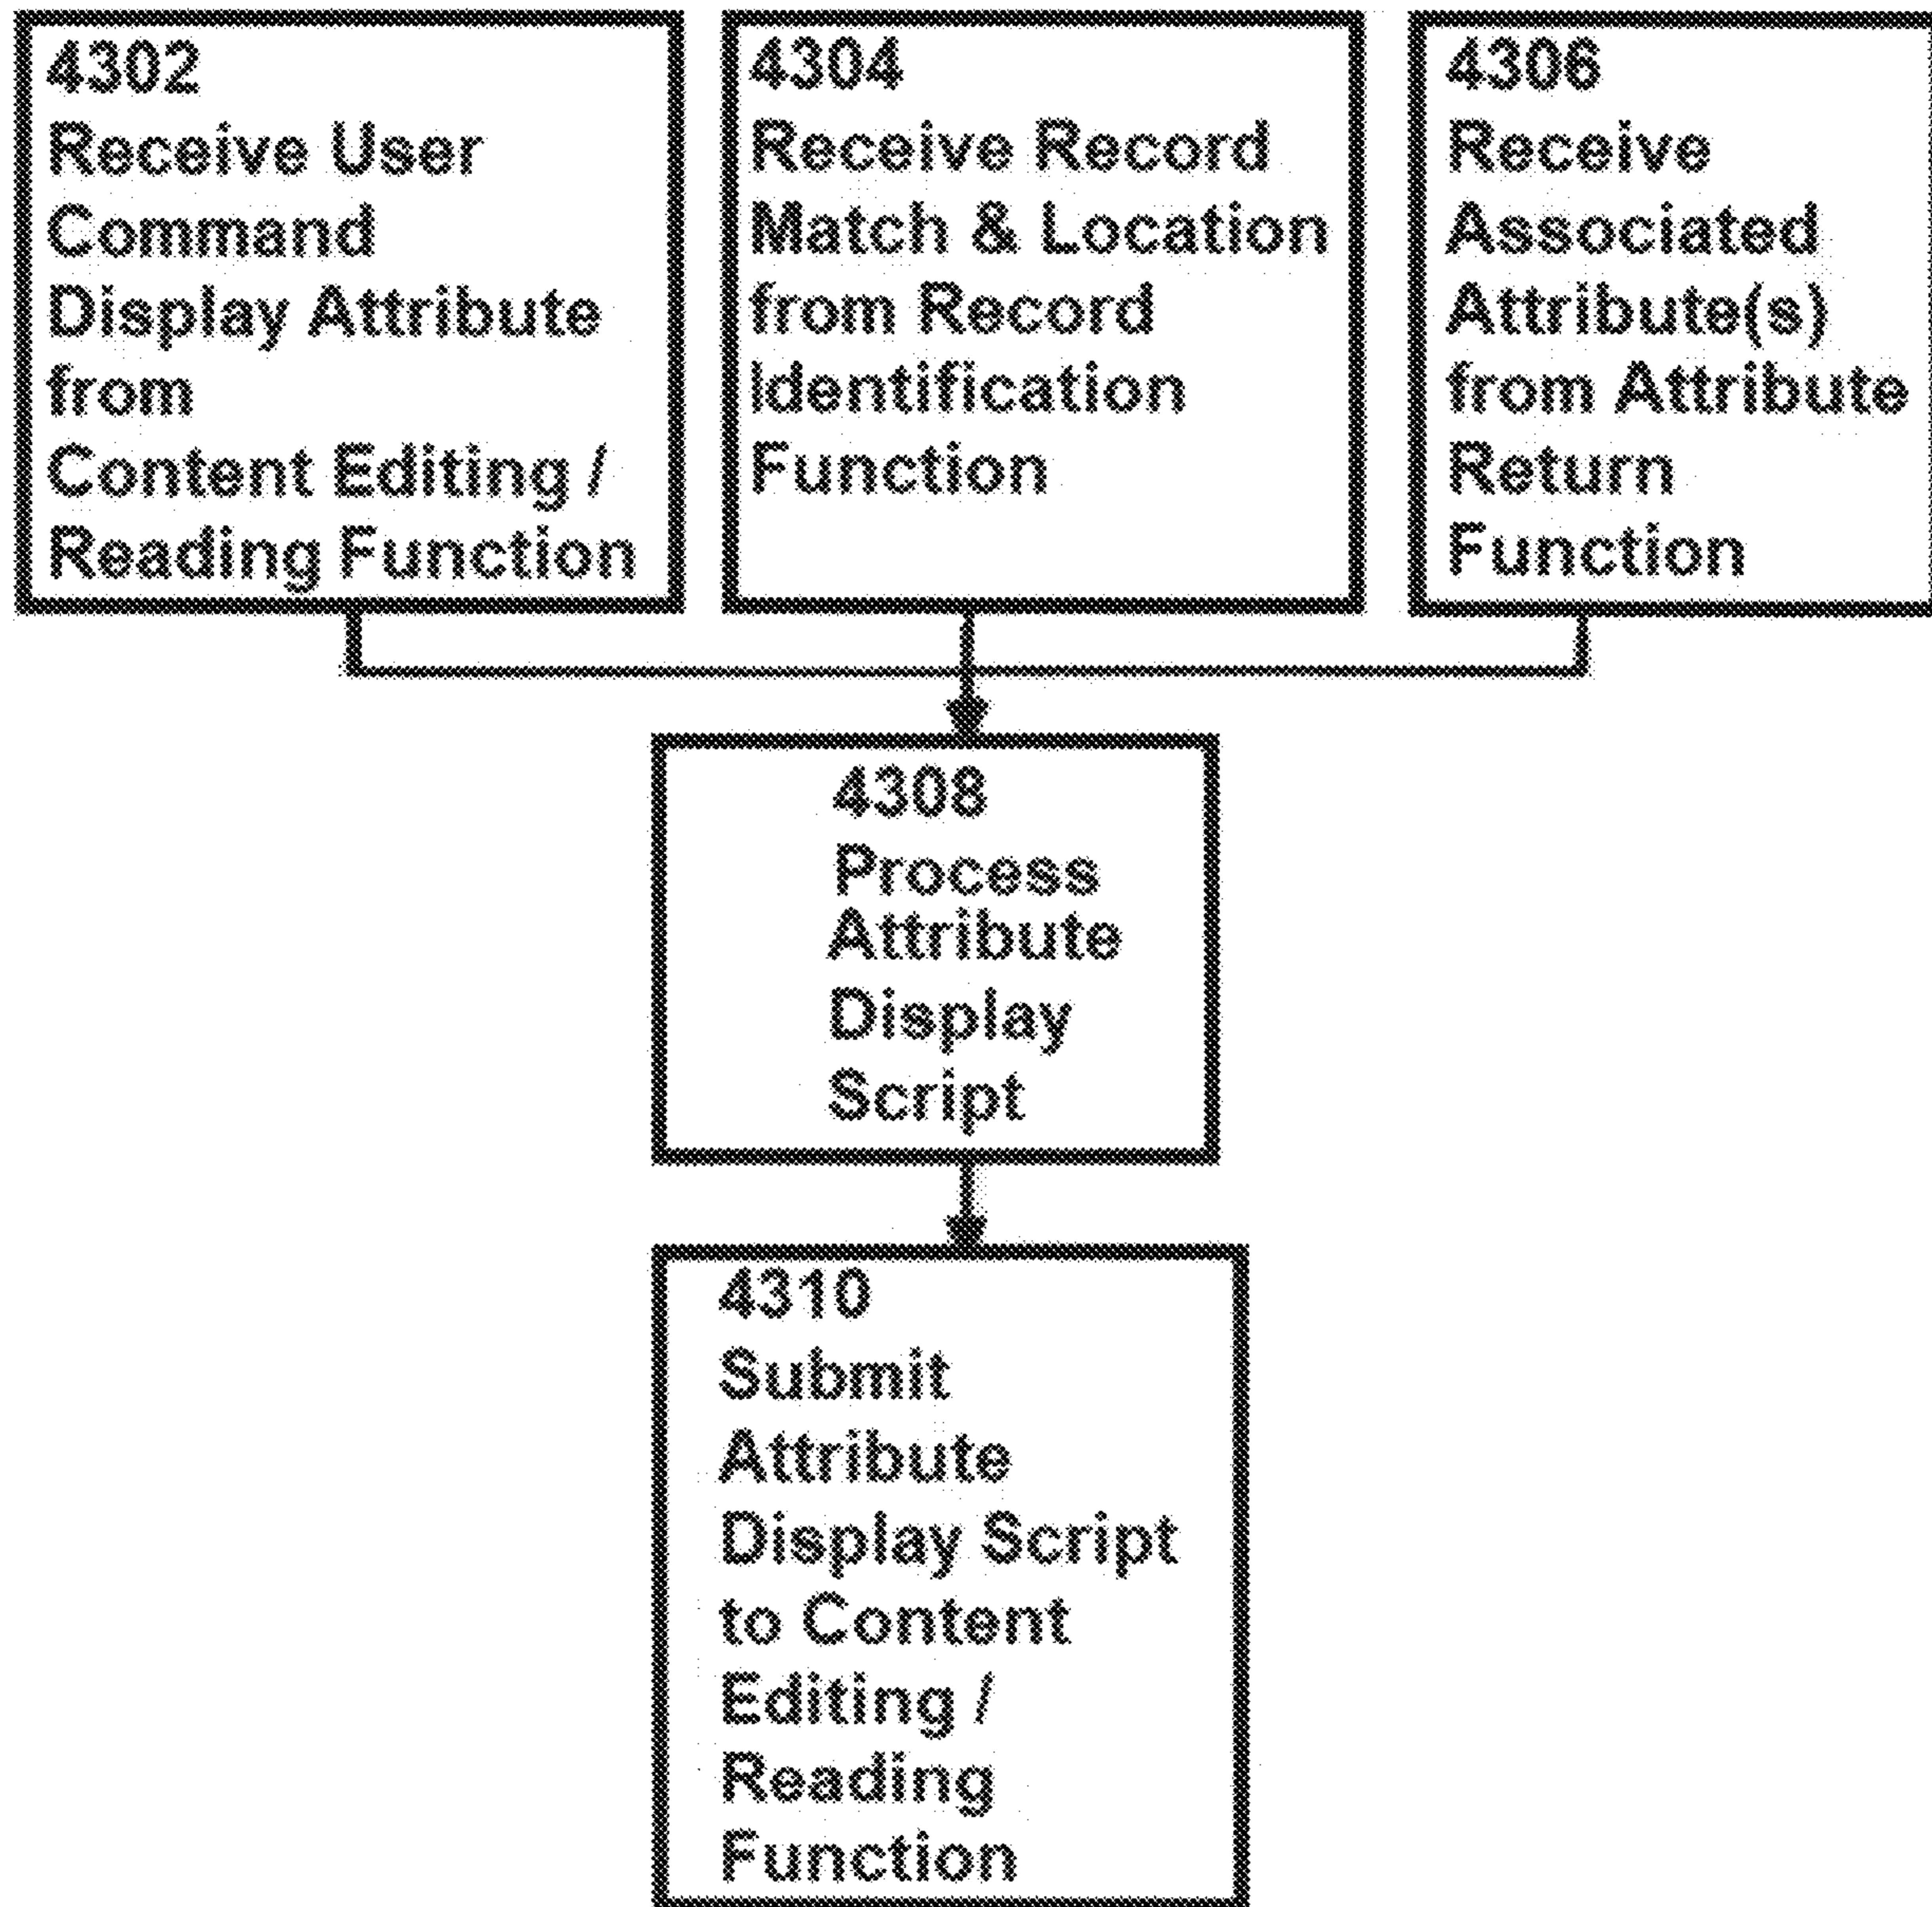 4302
Receive User
Command
Display Attribute
from
Content Editing /
Reading Function
4304
Receive Record
Match & Location
from Record
Identification
Function
4306
Receive
Associated
Attribute(s)
from Attribute
Return
Function
4308
Process
Attribute
Display
Script
4310
Submit
Attribute
Display Script
to Content
Editing /
Reading
Function